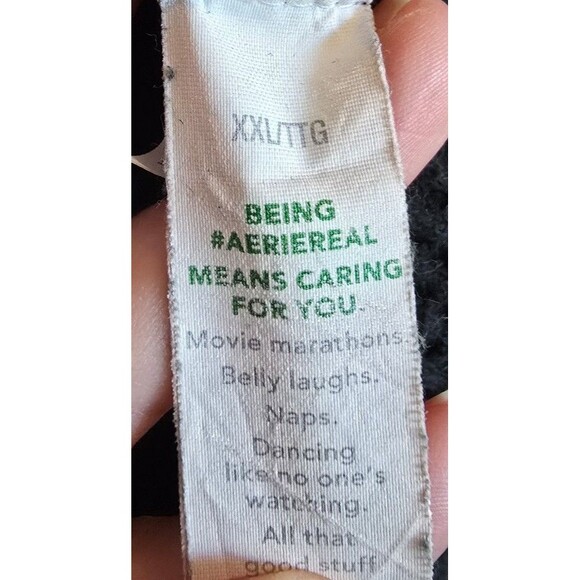 XXL/TTG
BEING
#AERIEREAL
MEANS CARING
FOR YOU.
Movie marathons.
Belly laughs.
Naps.
Dancing
like no one's
watching.
All that
good stuff